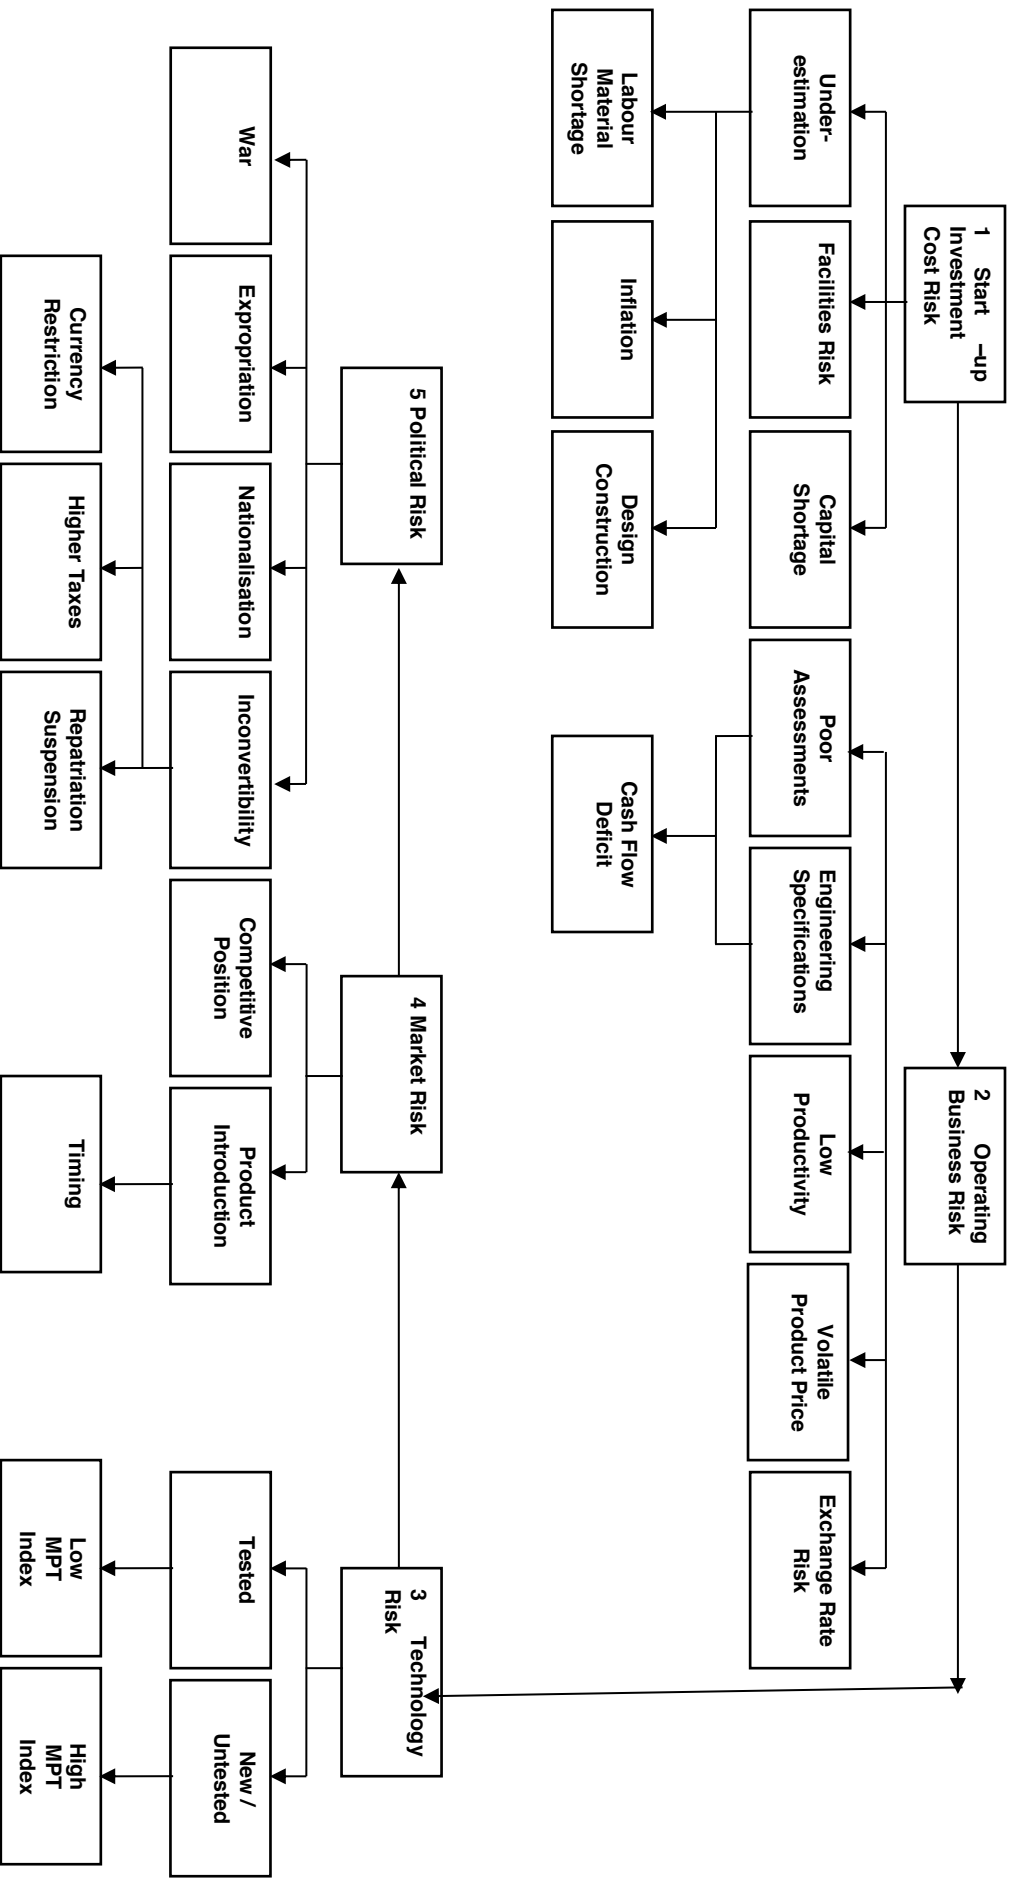 1 Start –up
Investment
Cost Risk
2 Operating
Business Risk
Under-
estimation
Facilities Risk
Capital
Shortage
Poor
Assessments
Engineering
Specifications
Low
Productivity
Volatile
Product Price
Exchange Rate
Risk
Labour
Material
Shortage
Inflation
Design
Construction
Cash Flow
Deficit
5 Political Risk
4 Market Risk
3 Technology
Risk
War
Expropriation
Nationalisation
Inconvertibility
Competitive
Position
Product
Introduction
Tested
New /
Untested
Currency
Restriction
Higher Taxes
Repatriation
Suspension
Timing
Low
MPT
Index
High
MPT
Index